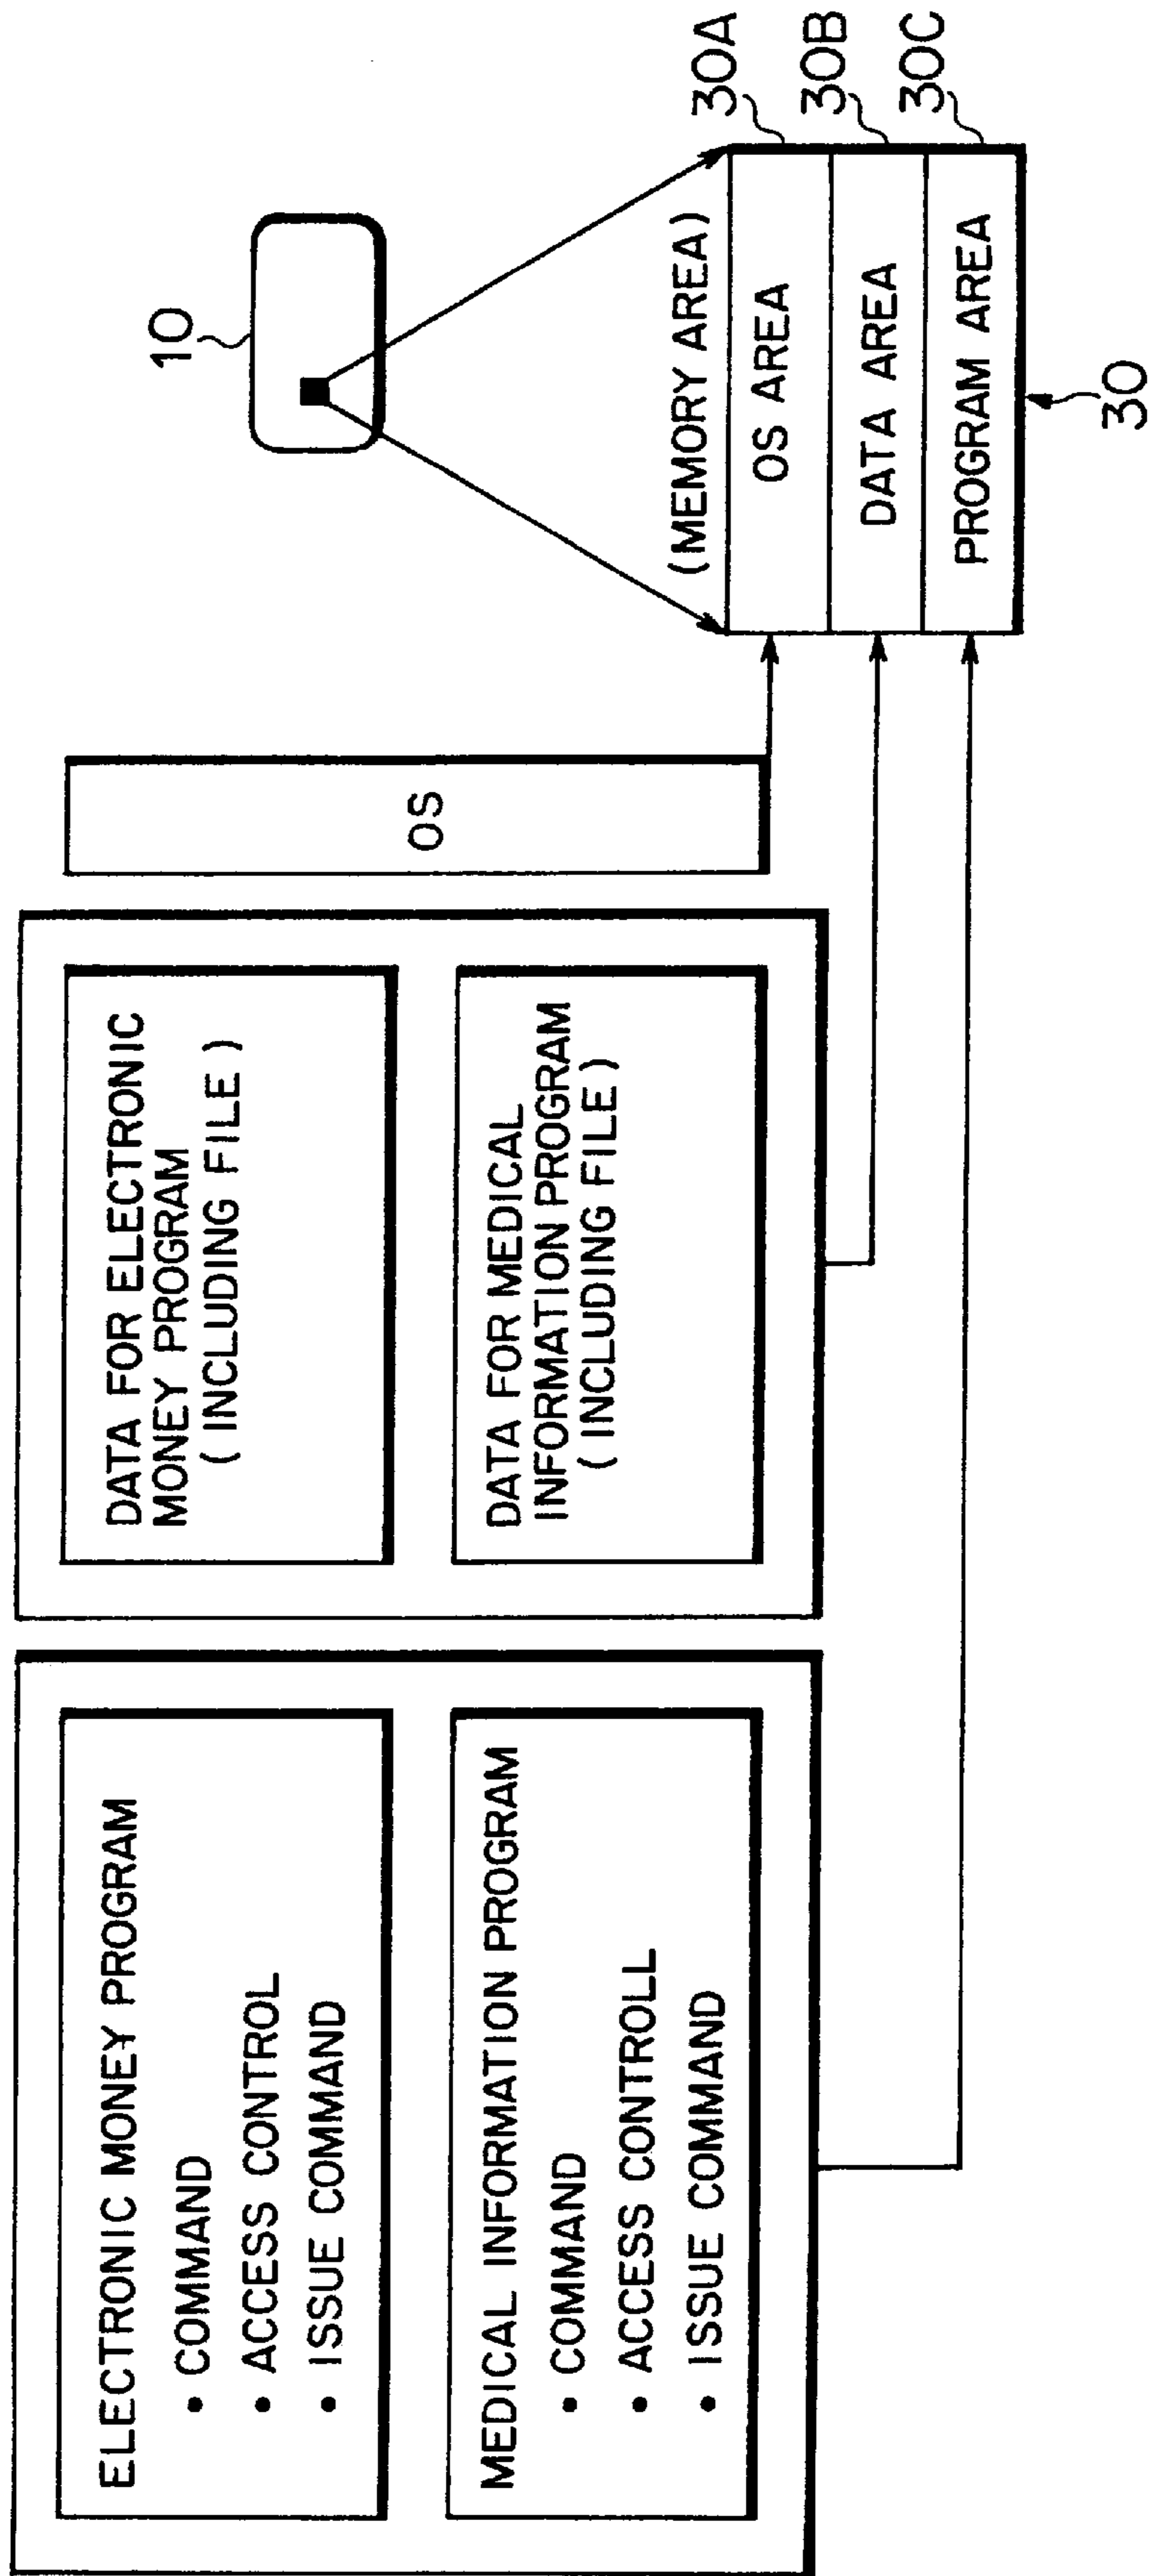 ELECTRONIC MONEY PROGRAM
• COMMAND
• ACCESS CONTROL
• ISSUE COMMAND
MEDICAL INFORMATION PROGRAM
• COMMAND
• ACCESS CONTROLL
• ISSUE COMMAND
DATA FOR ELECTRONIC
MONEY PROGRAM
( INCLUDING FILE )
DATA FOR MEDICAL
INFORMATION PROGRAM
( INCLUDING FILE )
OS
10
(MEMORY AREA)
OS AREA
30A
DATA AREA
30B
PROGRAM AREA
30C
30